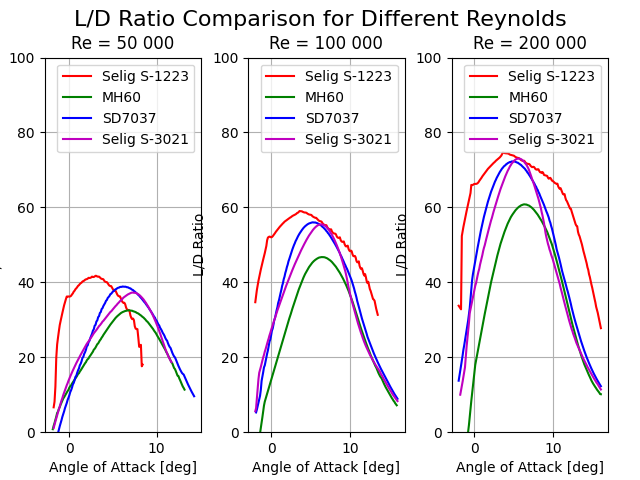 L/D Ratio Comparison for Different Reynolds
Re = 50 000
100
80
60
40
20
0
0
10
Angle of Attack [deg]
Selig S-1223
MH60
SD7037
Selig S-3021
Re = 100 000
L/D Ratio
100
80
60
40
20
0
0
10
Angle of Attack [deg]
Selig S-1223
MH60
SD7037
Selig S-3021
Re = 200 000
L/D Ratio
100
80
60
40
20
0
0
10
Angle of Attack [deg]
Selig S-1223
MH60
SD7037
Selig S-3021